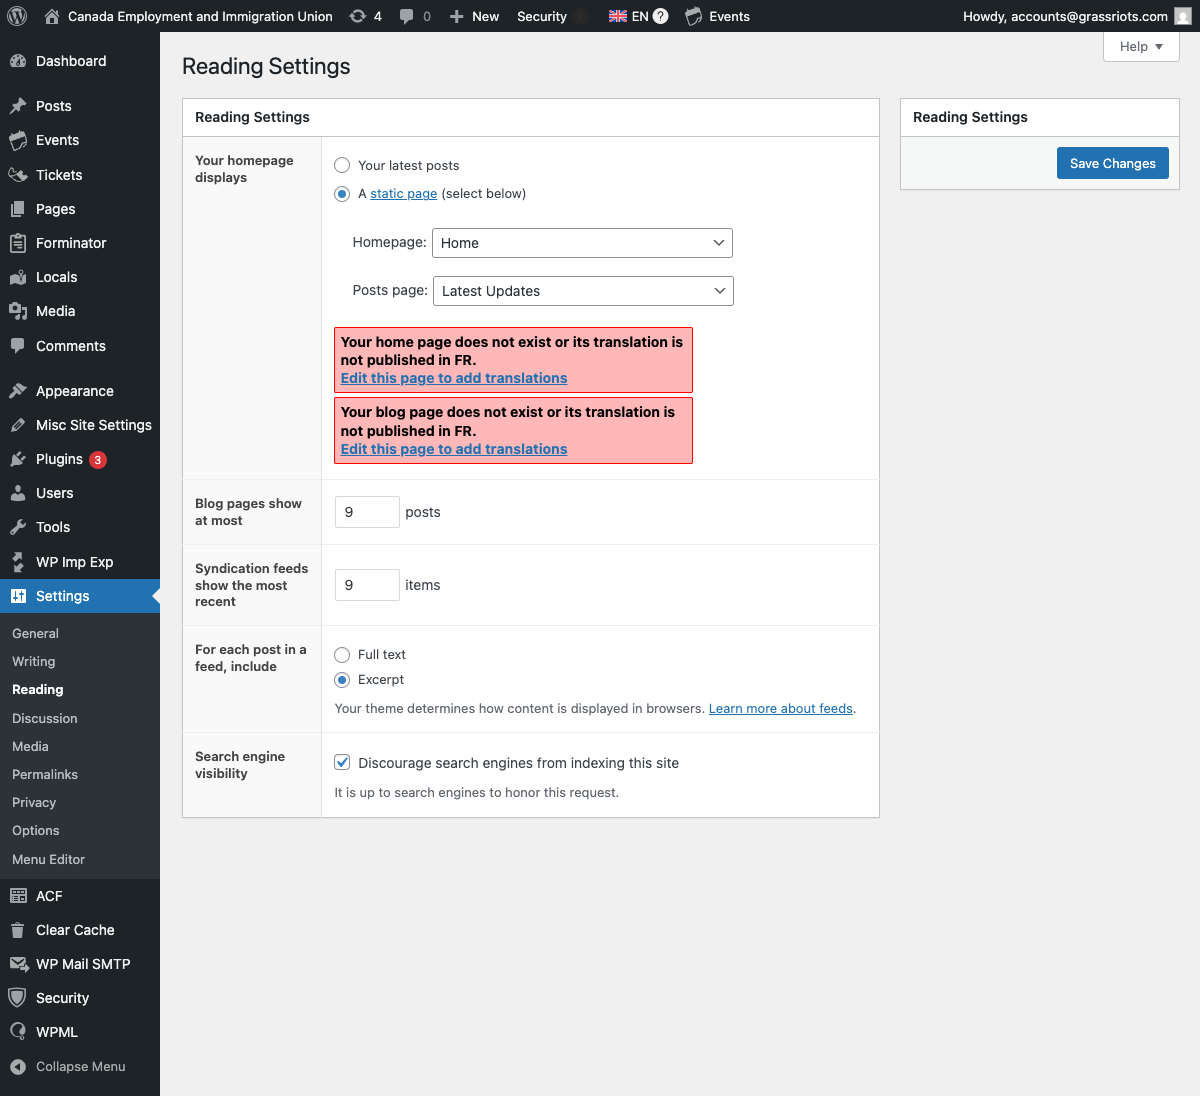 Canada Employment and Immigration Union 4 0 New Security EN ? Events Howdy, accounts@grassriots.com
Help
Dashboard
Posts
Events
Tickets
Pages
Forminator
Locals
Media
Comments
Appearance
Misc Site Settings
Plugins 3
Users
Tools
WP Imp Exp
Settings
General
Writing
Reading
Discussion
Media
Permalinks
Privacy
Options
Menu Editor
ACF
Clear Cache
WP Mail SMTP
Security
WPML
Collapse Menu
Reading Settings
Reading Settings
Your homepage
displays
Your latest posts
A static page (select below)
Homepage: Home
Posts page: Latest Updates
Your home page does not exist or its translation is
not published in FR.
Edit this page to add translations
Your blog page does not exist or its translation is
not published in FR.
Edit this page to add translations
Blog pages show
at most
9 posts
Syndication feeds
show the most
recent
9 items
For each post in a
feed, include
Full text
Excerpt
Your theme determines how content is displayed in browsers. Learn more about feeds.
Search engine
visibility
Discourage search engines from indexing this site
It is up to search engines to honor this request.
Reading Settings
Save Changes